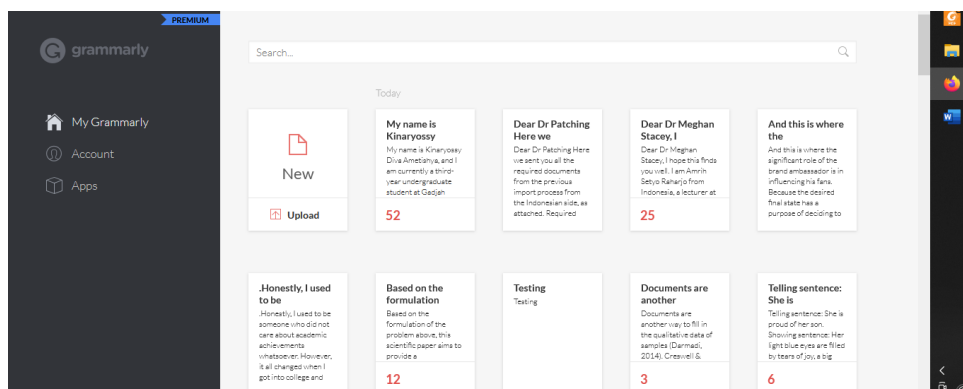 PREMIUM
grammarly
My Grammarly
Account
Apps
Search...
Today
New
Upload
My name is
Kinaryossy
My name is Kinaryossy
Diva Ametishya, and I
am currently a third-
year undergraduate
student at Gadjah
52
Dear Dr Patching
Here we
Dear Dr Patching Here
we sent you all the
required documents
from the previous
import process from
the Indonesian side, as
attached. Required
Dear Dr Meghan
Stacey, I
Dear Dr Meghan
Stacey, I hope this finds
you well. I am Amrih
Setyo Raharjo from
Indonesia, a lecturer at
25
And this is where
the
And this is where the
significant role of the
brand ambassador is in
influencing his fans.
Because the desired
final state has a
purpose of deciding to
.Honestly, I used
to be
.Honestly, I used to be
someone who did not
care about academic
achievements
whatsoever. However,
it all changed when I
got into college and
Based on the
formulation
Based on the
formulation of the
problem above, this
scientific paper aims to
provide a
12
Testing
Testing
Documents are
another
Documents are
another way to fill in
the qualitative data of
samples (Darmadi,
2014). Creswell &
3
Telling sentence:
She is
Telling sentence: She is
proud of her son.
Showing sentence: Her
light blue eyes are filled
by tears of joy, a big
6